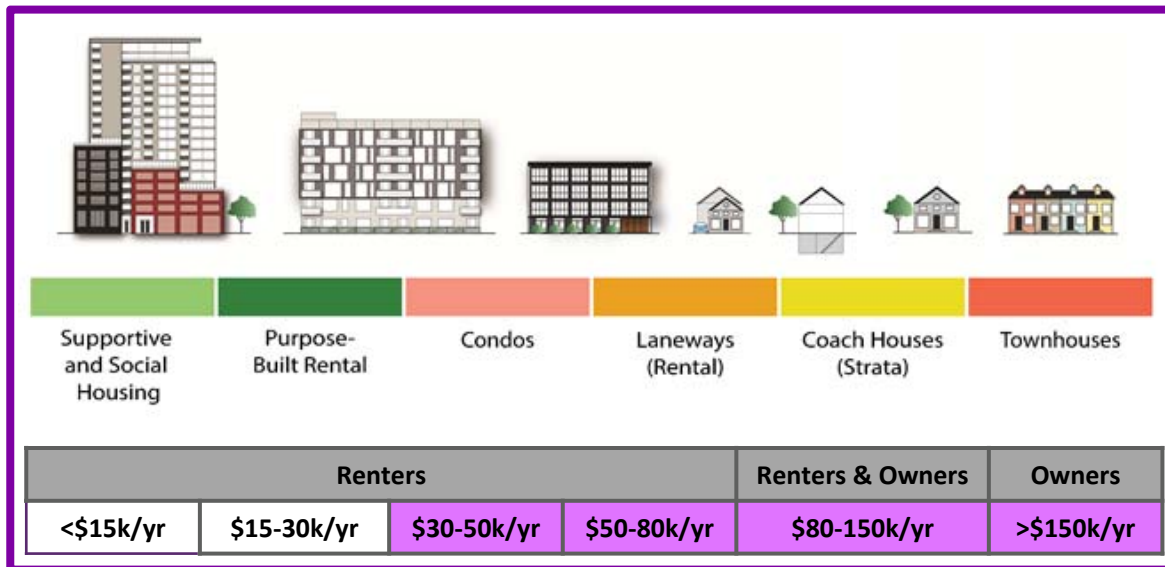 Supportive
and Social
Housing
Purpose-
Built Rental
Condos
Laneways
(Rental)
Coach Houses
(Strata)
Townhouses
Renters
Renters & Owners
Owners
<$15k/yr
$15-30k/yr
$30-50k/yr
$50-80k/yr
$80-150k/yr
>$150k/yr